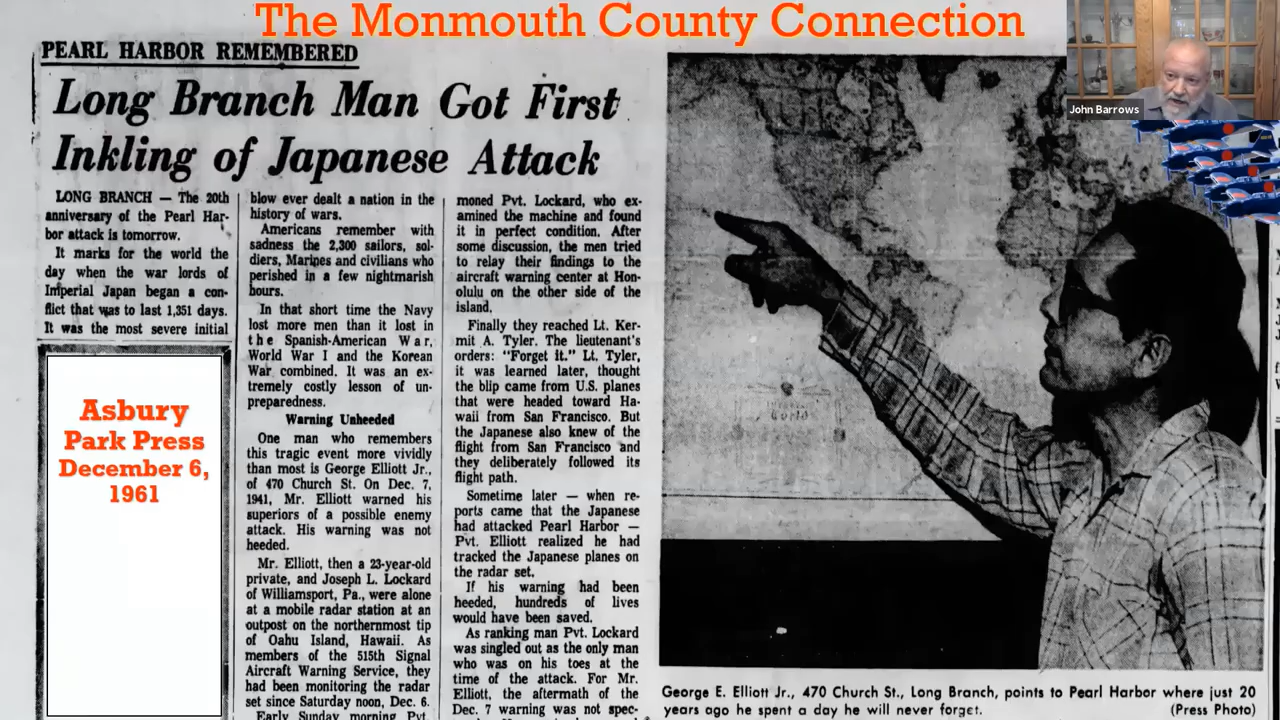 The Monmouth County Connection
John Barrows
PEARL HARBOR REMEMBERED
Long Branch Man Got First
Inkling of Japanese Attack
LONG BRANCH — The 20th
anniversary of the Pearl Har-
bor attack is tomorrow.
It marks for the world the
day when the war lords of
Imperial Japan began a con-
flict that was to last 1,351 days.
It was the most severe initial
Asbury
Park Press
December 6,
1961
blow ever dealt a nation in the
history of wars.
Americans remember with
sadness the 2,300 sailors, sol-
diers, Marines and civilians who
perished in a few nightmarish
hours.
In that short time the Navy
lost more men than it lost in
the Spanish-American War,
World War I and the Korean
War combined. It was an ex-
tremely costly lesson of un-
preparedness.
Warning Unheeded
One man who remembers
this tragic event more vividly
than most is George Elliott Jr.,
of 470 Church St. On Dec. 7,
1941, Mr. Elliott warned his
superiors of a possible enemy
attack. His warning was not
heeded.
Mr. Elliott, then a 23-year-old
private, and Joseph L. Lockard
of Williamsport, Pa., were alone
at a mobile radar station at an
outpost on the northernmost tip
of Oahu Island, Hawaii. As
members of the 515th Signal
Aircraft Warning Service, they
had been monitoring the radar
set since Saturday noon, Dec. 6.
Early Sunday morning Pvt.
moned Pvt. Lockard, who ex-
amined the machine and found
it in perfect condition. After
some discussion, the men tried
to relay their findings to the
aircraft warning center at Hon-
olulu on the other side of the
island.
Finally they reached Lt. Ker-
mit A. Tyler. The lieutenant's
orders: "Forget it." Lt. Tyler,
it was learned later, thought
the blip came from U.S. planes
that were headed toward Ha-
waii from San Francisco. But
the Japanese also knew of the
flight from San Francisco and
they deliberately followed its
flight path.
Sometime later — when re-
ports came that the Japanese
had attacked Pearl Harbor —
Pvt. Elliott realized he had
tracked the Japanese planes on
the radar set.
If his warning had been
heeded, hundreds of lives
would have been saved.
As ranking man Pvt. Lockard
was singled out as the only man
who was on his toes at the
time of the attack. For Mr.
Elliott, the aftermath of the
Dec. 7 warning was not spec-
George E. Elliott Jr., 470 Church St., Long Branch, points to Pearl Harbor where just 20
years ago he spent a day he will never forget. (Press Photo)